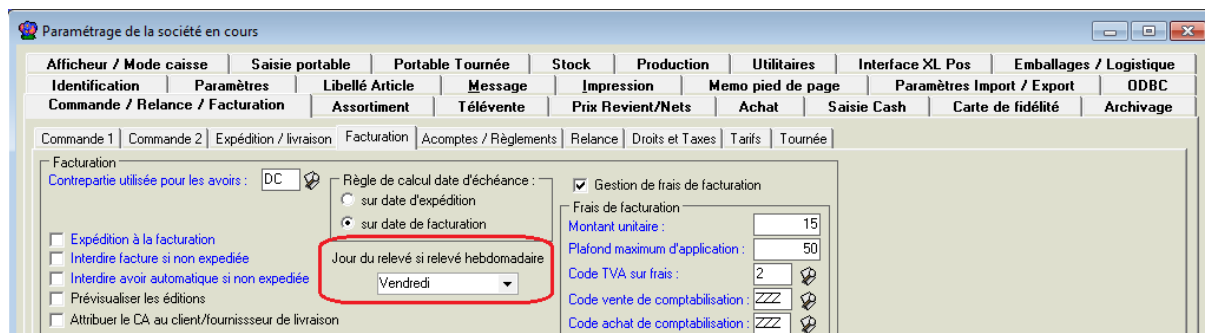 Paramétrage de la société en cours
Afficheur / Mode caisse Saisie portable Portable Tournée Stock Production Utilitaires Interface XL Pos Emballages / Logistique
Identification Paramètres Libellé Article Message Impression Memo pied de page Paramètres Import / Export ODBC
Commande / Relance / Facturation Assortiment Télévente Prix Revient/Nets Achat Saisie Cash Carte de fidélité Archivage
Commande 1 Commande 2 Expédition / livraison Facturation Acomptes / Règlements Relance Droits et Taxes Tarifs Tournée
Facturation
Contrepartie utilisée pour les avoirs : DC
Expédition à la facturation
Interdire facture si non expediée
Interdire avoir automatique si non expediée
Prévisualiser les éditions
Attribuer le CA au client/fournissseur de livraison
Règle de calcul date d'échéance :
sur date d'expédition
sur date de facturation
Jour du relevé si relevé hebdomadaire
Vendredi
Gestion de frais de facturation
Frais de facturation
Montant unitaire : 15
Plafond maximum d'application : 50
Code TVA sur frais : 2
Code vente de comptabilisation : ZZZ
Code achat de comptabilisation : ZZZ